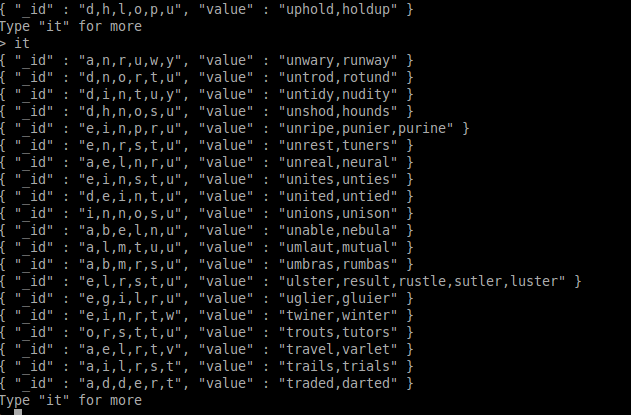 { "_id" : "d,h,l,o,p,u", "value" : "uphold,holdup" }
Type "it" for more
> it
{ "_id" : "a,n,r,u,w,y", "value" : "unwary,runway" }
{ "_id" : "d,n,o,r,t,u", "value" : "untrod,rotund" }
{ "_id" : "d,i,n,t,u,y", "value" : "untidy,nudity" }
{ "_id" : "d,h,n,o,s,u", "value" : "unshod,hounds" }
{ "_id" : "e,i,n,p,r,u", "value" : "unripe,punier,purine" }
{ "_id" : "e,n,r,s,t,u", "value" : "unrest,tuners" }
{ "_id" : "a,e,l,n,r,u", "value" : "unreal,neural" }
{ "_id" : "e,i,n,s,t,u", "value" : "unites,unties" }
{ "_id" : "d,e,i,n,t,u", "value" : "united,untied" }
{ "_id" : "i,n,n,o,s,u", "value" : "unions,unison" }
{ "_id" : "a,b,e,l,n,u", "value" : "unable,nebula" }
{ "_id" : "a,l,m,t,u,u", "value" : "umlaut,mutual" }
{ "_id" : "a,b,m,r,s,u", "value" : "umbras,rumbas" }
{ "_id" : "e,l,r,s,t,u", "value" : "ulster,result,rustle,sutler,luster" }
{ "_id" : "e,g,i,l,r,u", "value" : "uglier,gluier" }
{ "_id" : "e,i,n,r,t,w", "value" : "twiner,winter" }
{ "_id" : "o,r,s,t,t,u", "value" : "trouts,tutors" }
{ "_id" : "a,e,l,r,t,v", "value" : "travel,varlet" }
{ "_id" : "a,i,l,r,s,t", "value" : "trails,trials" }
{ "_id" : "a,d,d,e,r,t", "value" : "traded,darted" }
Type "it" for more